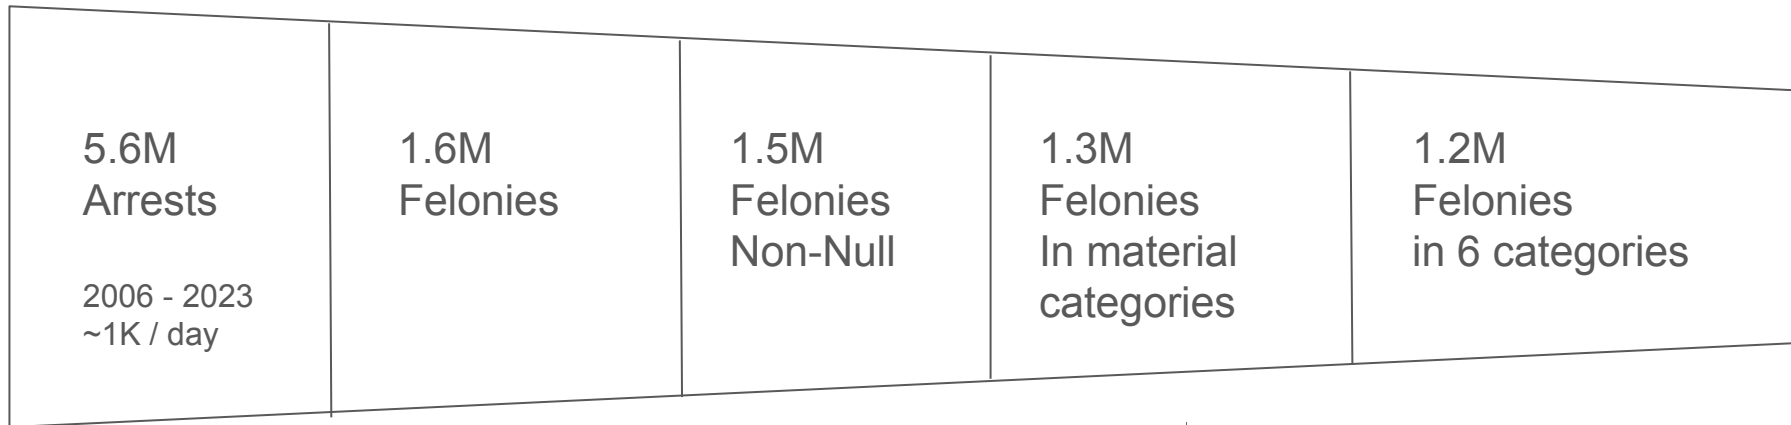 5.6M
Arrests
2006 - 2023
~1K / day
1.6M
Felonies
1.5M
Felonies
Non-Null
1.3M
Felonies
In material
categories
1.2M
Felonies
in 6 categories